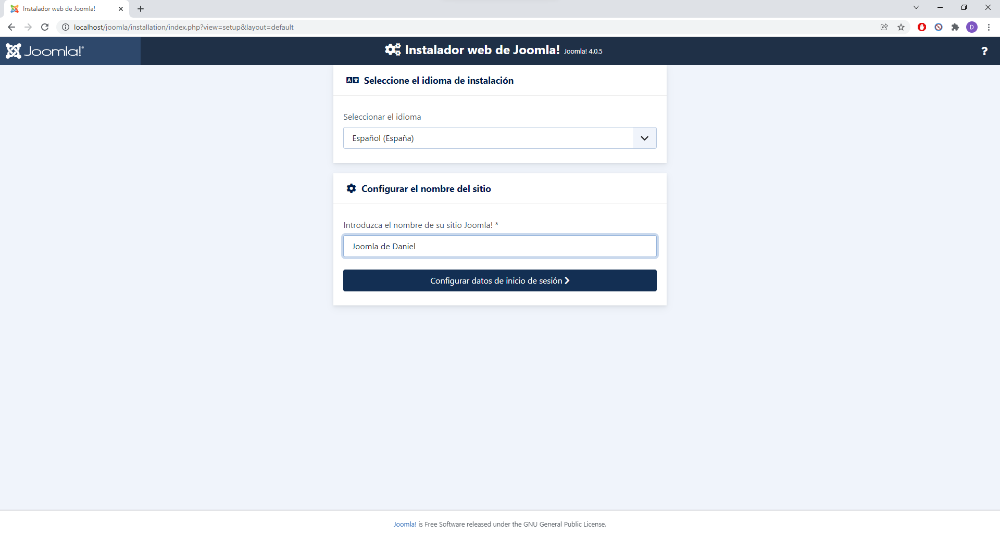 Instalador web de Joomla!
localhost/joomla/installation/index.php?view=setup&layout=default
D
Joomla!®
Instalador web de Joomla! Joomla! 4.0.5
?
Seleccione el idioma de instalación
Seleccionar el idioma
Español (España)
Configurar el nombre del sitio
Introduzca el nombre de su sitio Joomla! *
Joomla de Daniel
Configurar datos de inicio de sesión
Joomla! is Free Software released under the GNU General Public License.